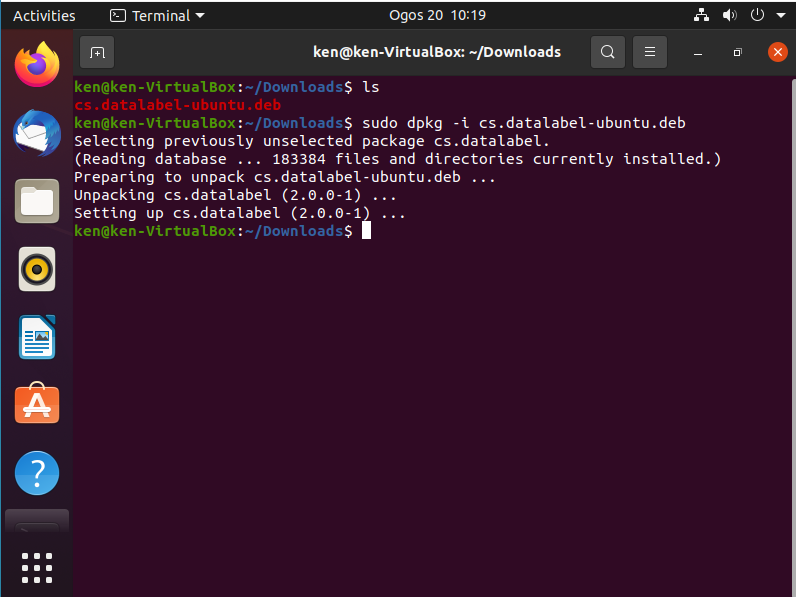 Activities Terminal Ogos 20 10:19
ken@ken-VirtualBox: ~/Downloads
ken@ken-VirtualBox:~/Downloads$ ls
cs.datalabel-ubuntu.deb
ken@ken-VirtualBox:~/Downloads$ sudo dpkg -i cs.datalabel-ubuntu.deb
Selecting previously unselected package cs.datalabel.
(Reading database ... 183384 files and directories currently installed.)
Preparing to unpack cs.datalabel-ubuntu.deb ...
Unpacking cs.datalabel (2.0.0-1) ...
Setting up cs.datalabel (2.0.0-1) ...
ken@ken-VirtualBox:~/Downloads$